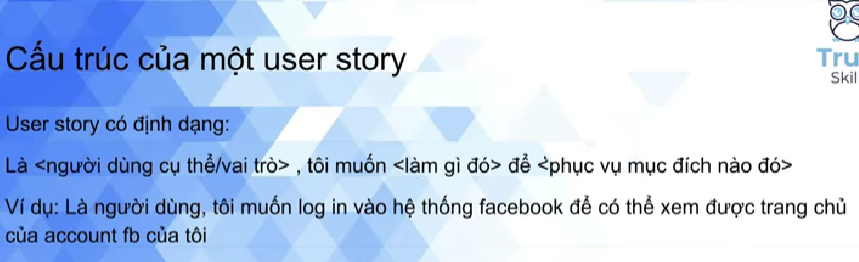 Cấu trúc của một user story
Tru
Skil
User story có định dạng:
Là <người dùng cụ thể/vai trò> , tôi muốn <làm gì đó> để <phục vụ mục đích nào đó>
Ví dụ: Là người dùng, tôi muốn log in vào hệ thống facebook để có thể xem được trang chủ
của account fb của tôi